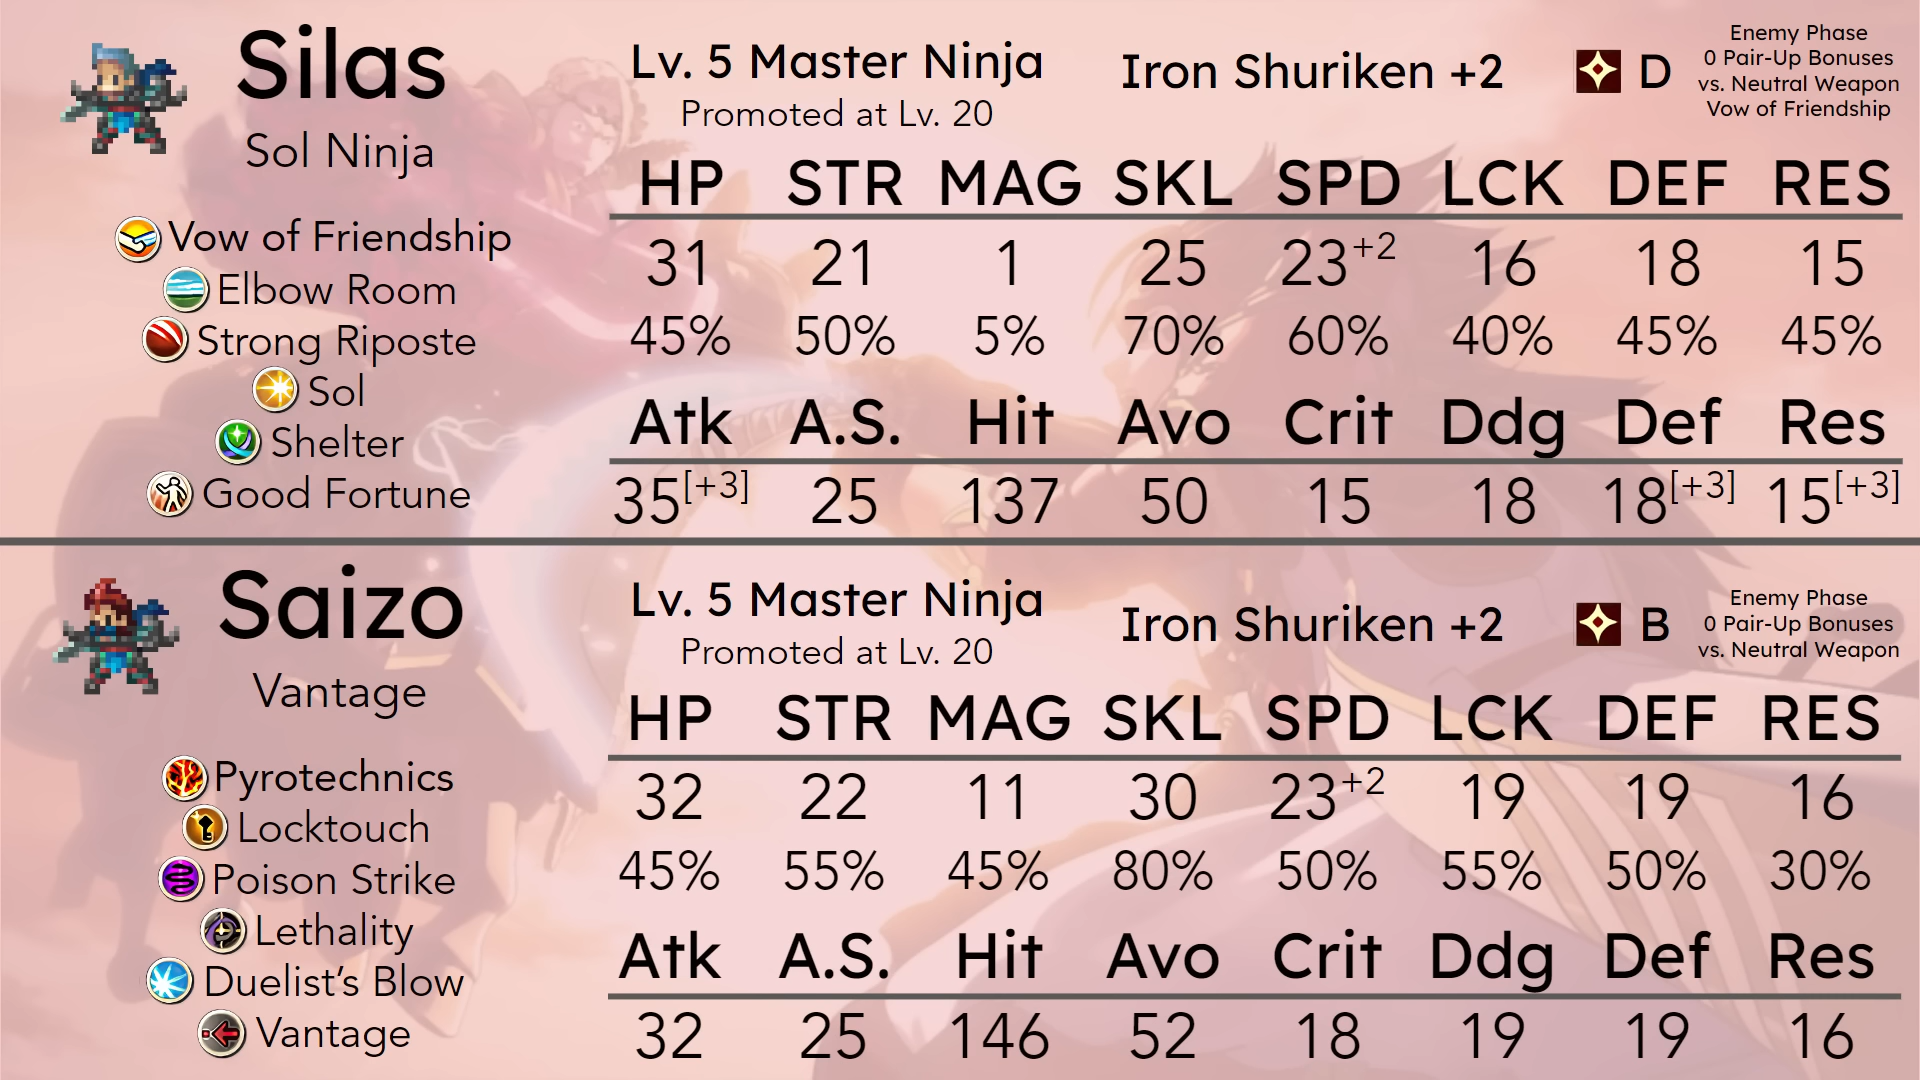 Silas
Sol Ninja
Vow of Friendship
Elbow Room
Strong Riposte
Sol
Shelter
Good Fortune
Lv. 5 Master Ninja
Promoted at Lv. 20
Iron Shuriken +2
D
Enemy Phase
0 Pair-Up Bonuses
vs. Neutral Weapon
Vow of Friendship
HP STR MAG SKL SPD LCK DEF RES
31 21 1 25 23+2 16 18 15
45% 50% 5% 70% 60% 40% 45% 45%
Atk A.S. Hit Avo Crit Ddg Def Res
35[+3] 25 137 50 15 18 18[+3] 15[+3]
Saizo
Vantage
Pyrotechnics
Locktouch
Poison Strike
Lethality
Duelist's Blow
Vantage
Lv. 5 Master Ninja
Promoted at Lv. 20
Iron Shuriken +2
B
Enemy Phase
0 Pair-Up Bonuses
vs. Neutral Weapon
HP STR MAG SKL SPD LCK DEF RES
32 22 11 30 23+2 19 19 16
45% 55% 45% 80% 50% 55% 50% 30%
Atk A.S. Hit Avo Crit Ddg Def Res
32 25 146 52 18 19 19 16